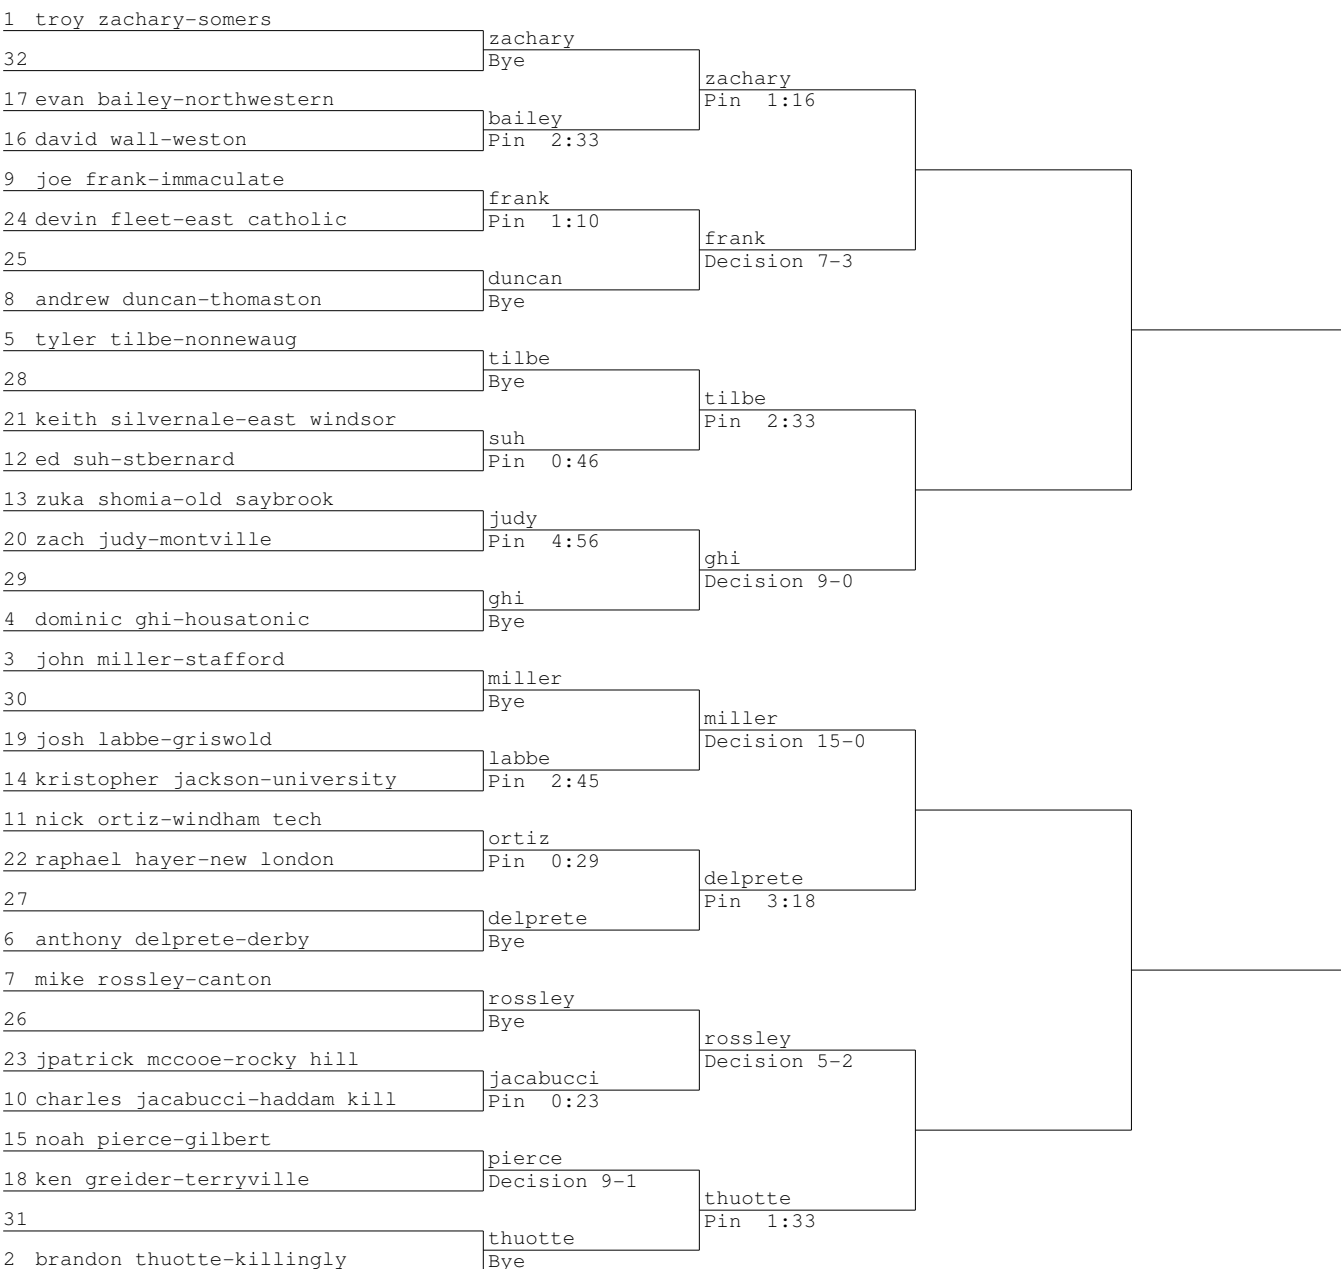 1 troy zachary-somers
32
17 evan bailey-northwestern
16 david wall-weston
9 joe frank-immaculate
24 devin fleet-east catholic
25
8 andrew duncan-thomaston
5 tyler tilbe-nonnewaug
28
21 keith silvernale-east windsor
12 ed suh-stbernard
13 zuka shomia-old saybrook
20 zach judy-montville
29
4 dominic ghi-housatonic
3 john miller-stafford
30
19 josh labbe-griswold
14 kristopher jackson-university
11 nick ortiz-windham tech
22 raphael hayer-new london
27
6 anthony delprete-derby
7 mike rossley-canton
26
23 jpatrick mccooe-rocky hill
10 charles jacabucci-haddam kill
15 noah pierce-gilbert
18 ken greider-terryville
31
2 brandon thuotte-killingly
zachary
Bye
bailey
Pin 2:33
frank
Pin 1:10
duncan
Bye
tilbe
Bye
suh
Pin 0:46
judy
Pin 4:56
ghi
Bye
miller
Bye
labbe
Pin 2:45
ortiz
Pin 0:29
delprete
Bye
rossley
Bye
jacabucci
Pin 0:23
pierce
Decision 9-1
thuotte
Bye
zachary
Pin 1:16
frank
Decision 7-3
tilbe
Pin 2:33
ghi
Decision 9-0
miller
Decision 15-0
delprete
Pin 3:18
rossley
Decision 5-2
thuotte
Pin 1:33